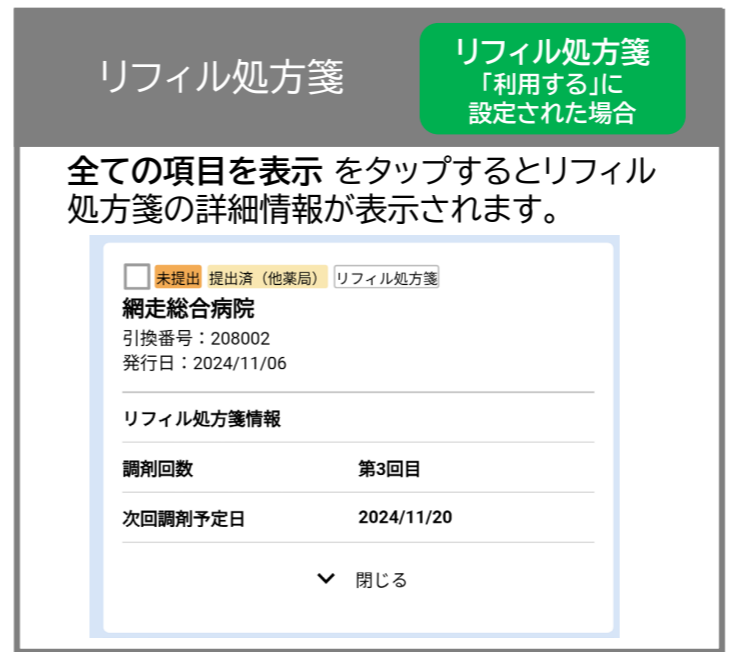 リフィル処方箋
リフィル処方箋
「利用する」に
設定された場合
全ての項目を表示 をタップするとリフィル
処方箋の詳細情報が表示されます。
未提出 提出済（他薬局） リフィル処方箋
網走総合病院
引換番号：208002
発行日：2024/11/06
リフィル処方箋情報
調剤回数 第3回目
次回調剤予定日 2024/11/20
閉じる